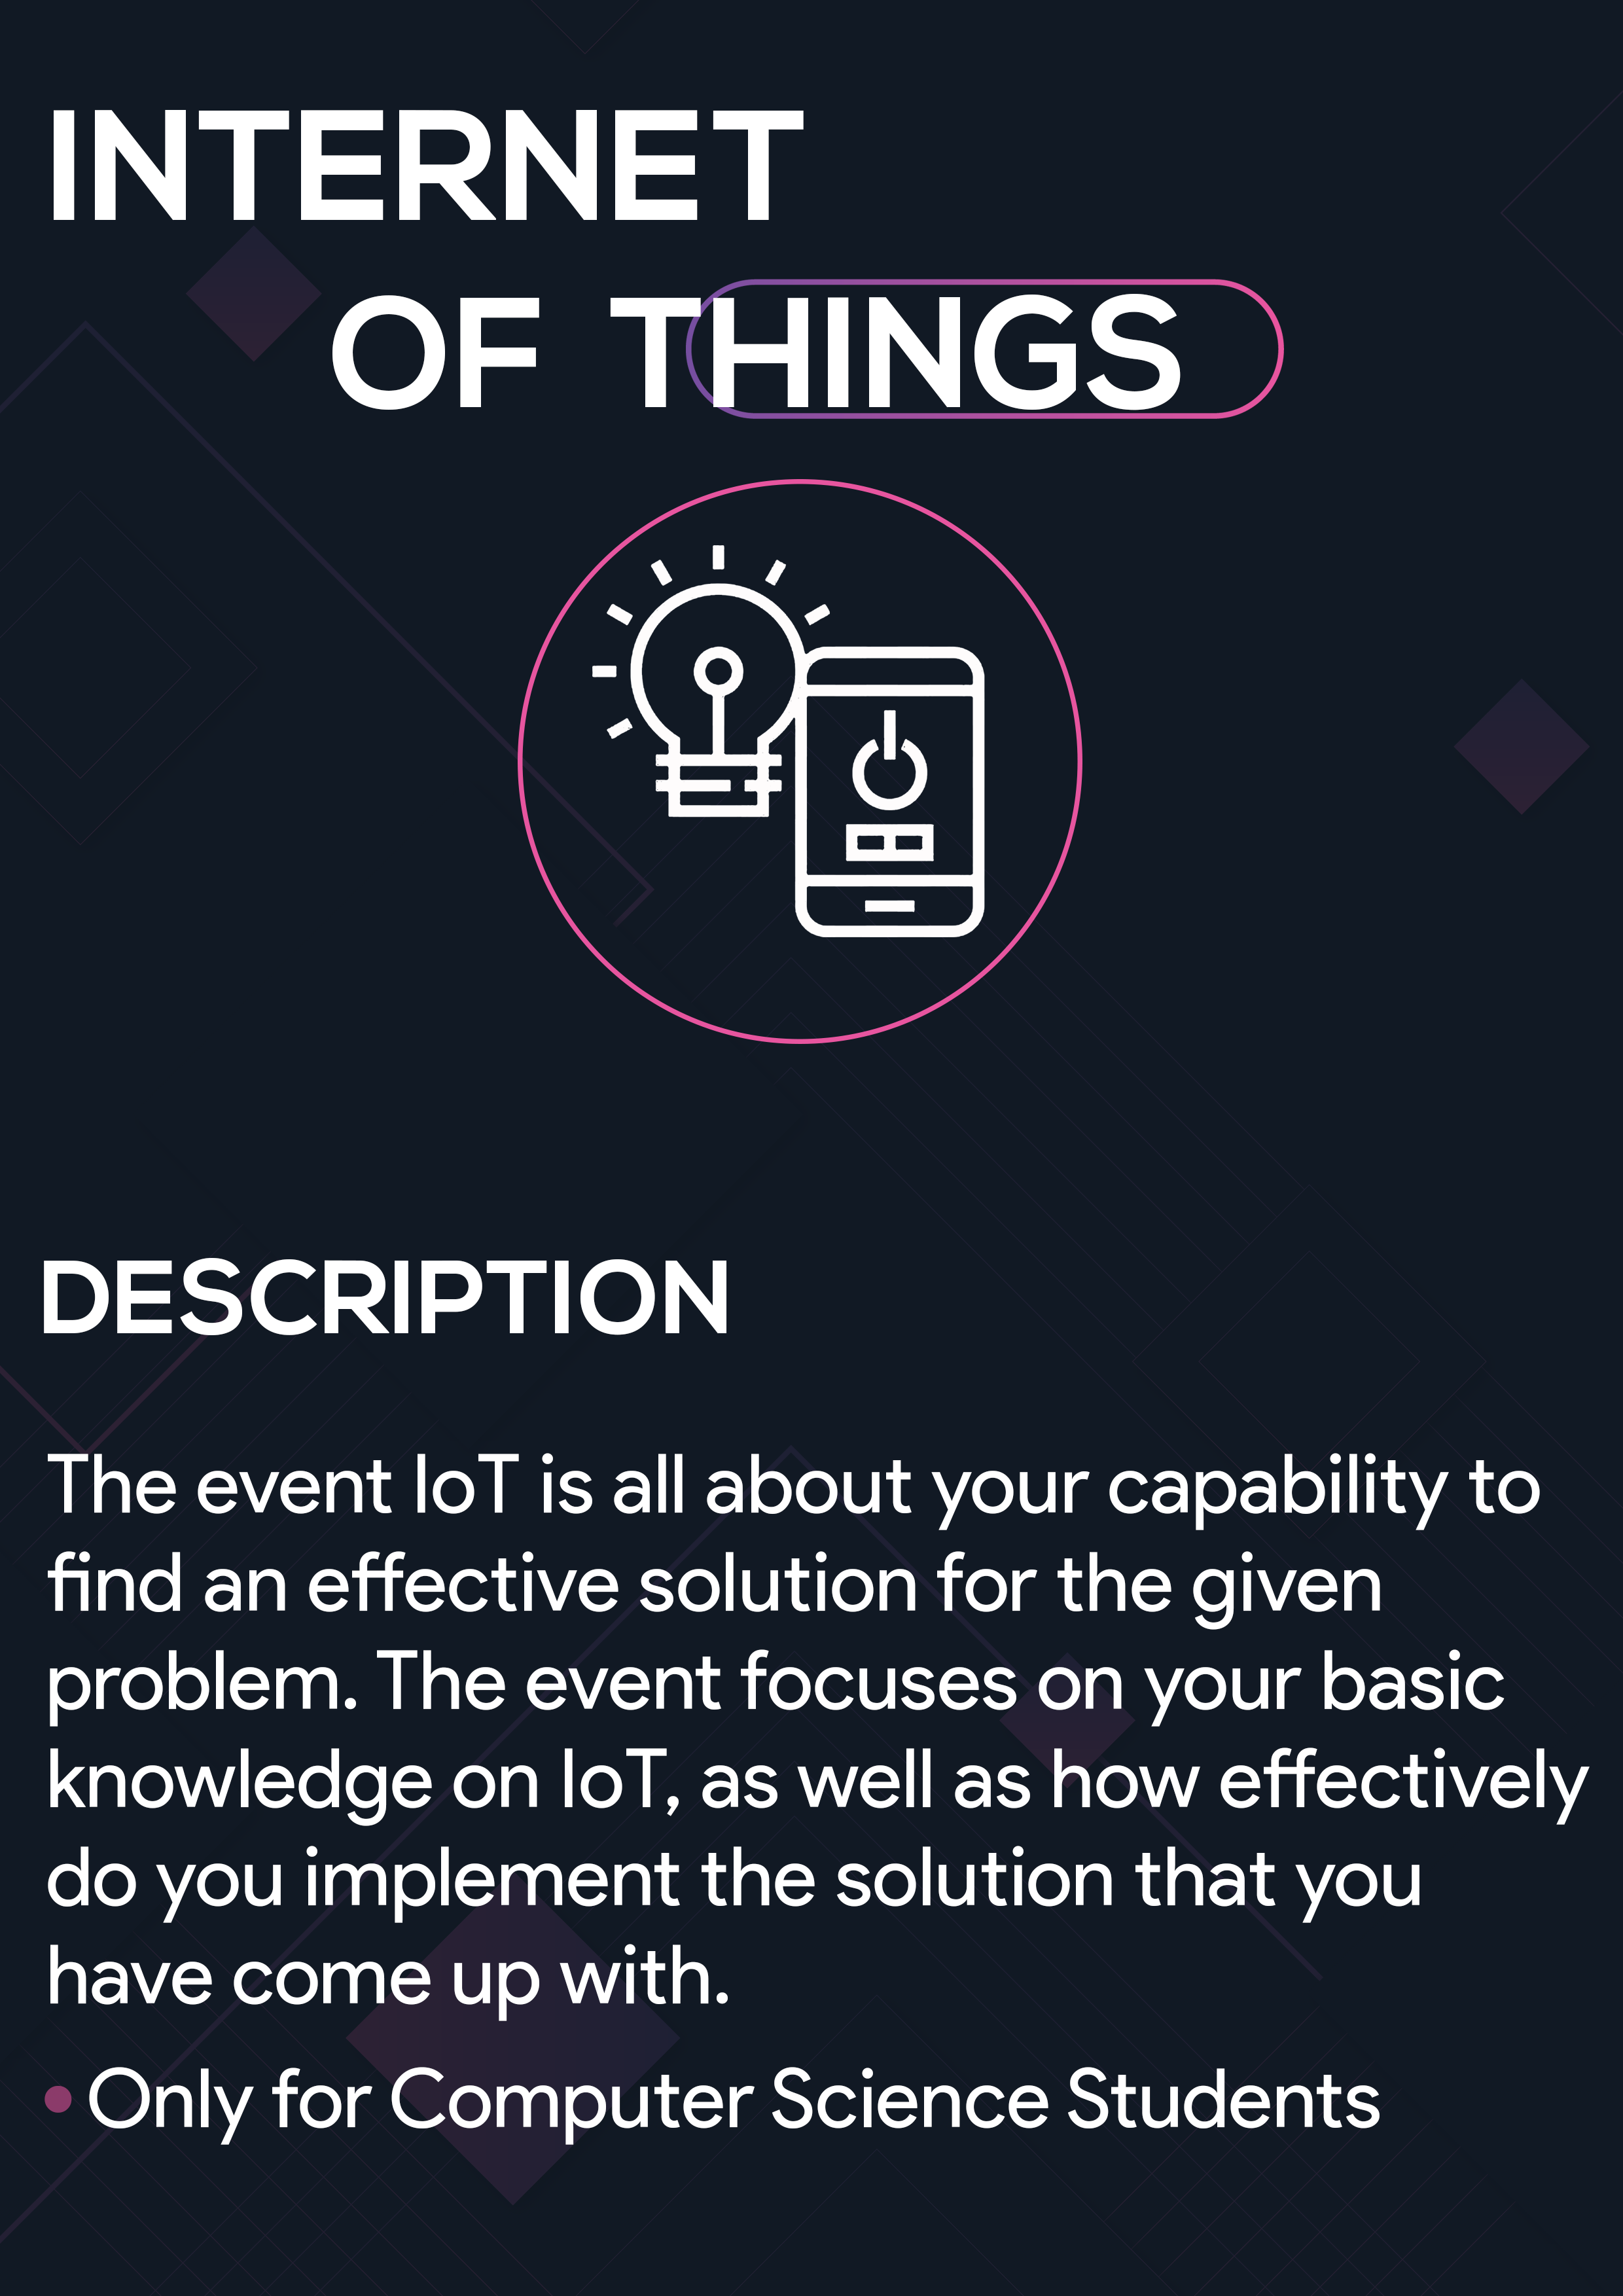 INTERNET
OF THINGS
DESCRIPTION
The event IoT is all about your capability to
find an effective solution for the given
problem. The event focuses on your basic
knowledge on IoT, as well as how effectively
do you implement the solution that you
have come up with.
• Only for Computer Science Students